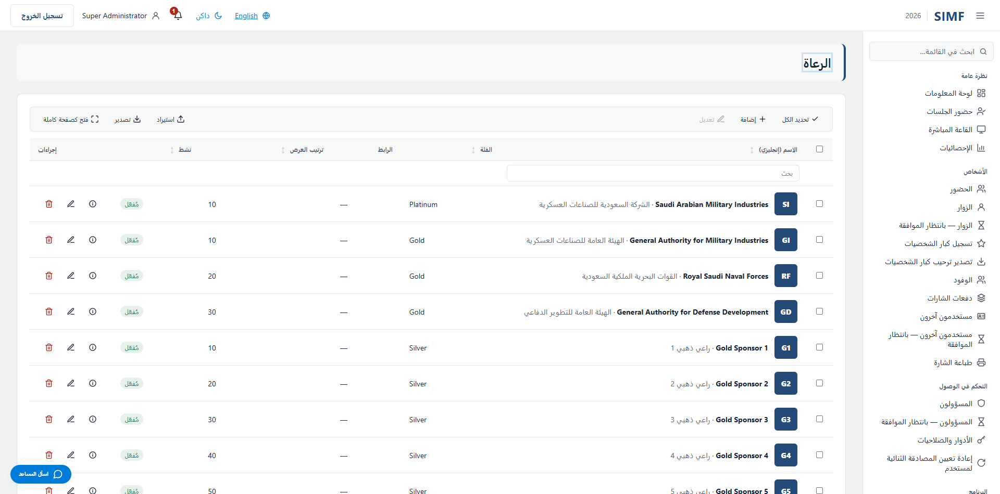 SIMF
2026
English
داكن
1
Super Administrator
تسجيل الخروج
ابحث في القائمة...
نظرة عامة
لوحة المعلومات
حضور الجلسات
القاعة المباشرة
الإحصائيات
الأشخاص
الحضور
الزوار
الزوار — بانتظار الموافقة
تسجيل كبار الشخصيات
تصدير ترحيب كبار الشخصيات
الوفود
دفعات الشارات
مستخدمون آخرون
مستخدمون آخرون — بانتظار
الموافقة
طباعة الشارة
التحكم في الوصول
المسؤولون
المسؤولون — بانتظار الموافقة
الأدوار والصلاحيات
إعادة تعيين المصادقة الثنائية
لمستخدم
البرنامج
الرعاة
تحديد الكل
إضافة
تعديل
استيراد
تصدير
فتح كصفحة كاملة
الاسم (إنجليزي) الفئة الرابط ترتيب العرض نشط إجراءات
بحث
SI Saudi Arabian Military Industries · الشركة السعودية للصناعات العسكرية Platinum — 10 مُفعّل
GI General Authority for Military Industries · الهيئة العامة للصناعات العسكرية Gold — 10 مُفعّل
RF Royal Saudi Naval Forces · القوات البحرية الملكية السعودية Gold — 20 مُفعّل
GD General Authority for Defense Development · الهيئة العامة للتطوير الدفاعي Gold — 30 مُفعّل
G1 Gold Sponsor 1 · راعي ذهبي 1 Silver — 10 مُفعّل
G2 Gold Sponsor 2 · راعي ذهبي 2 Silver — 20 مُفعّل
G3 Gold Sponsor 3 · راعي ذهبي 3 Silver — 30 مُفعّل
G4 Gold Sponsor 4 · راعي ذهبي 4 Silver — 40 مُفعّل
G5 Gold Sponsor 5 · راعي ذهبي 5 Silver — 50 مُفعّل
اسأل المساعد